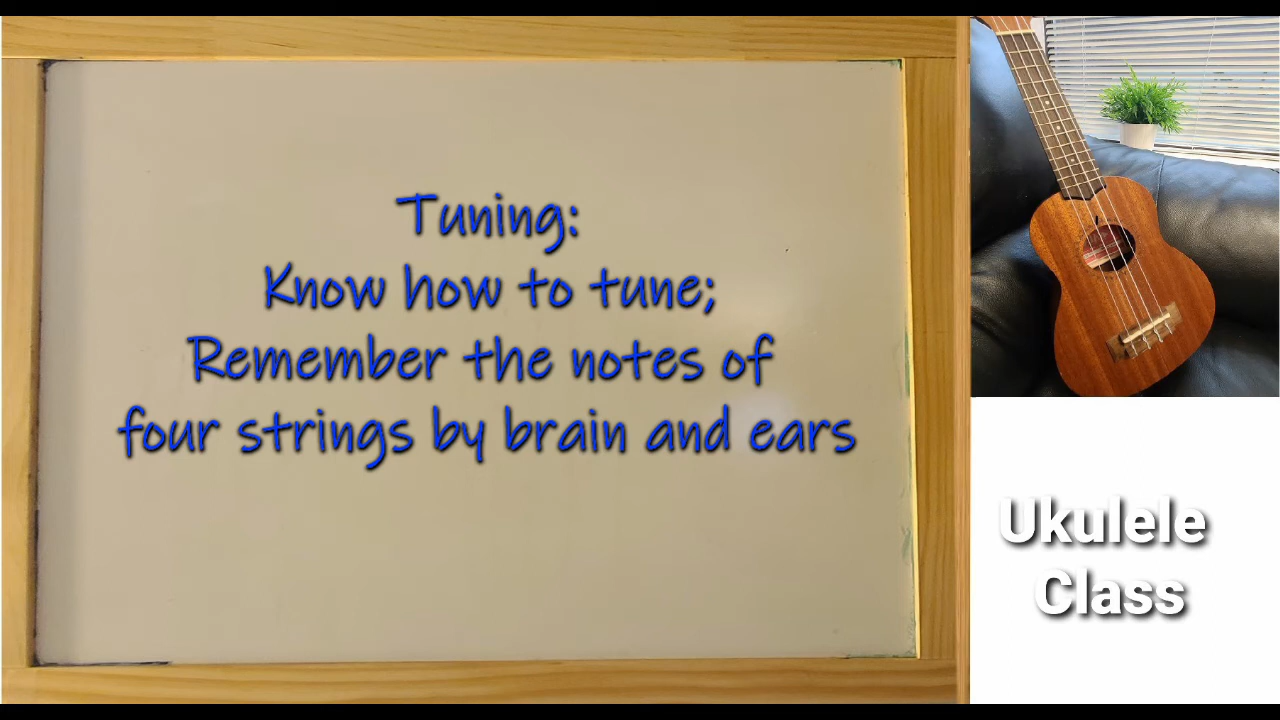 Tuning:
Know how to tune;
Remember the notes of
four strings by brain and ears
Ukulele
Class